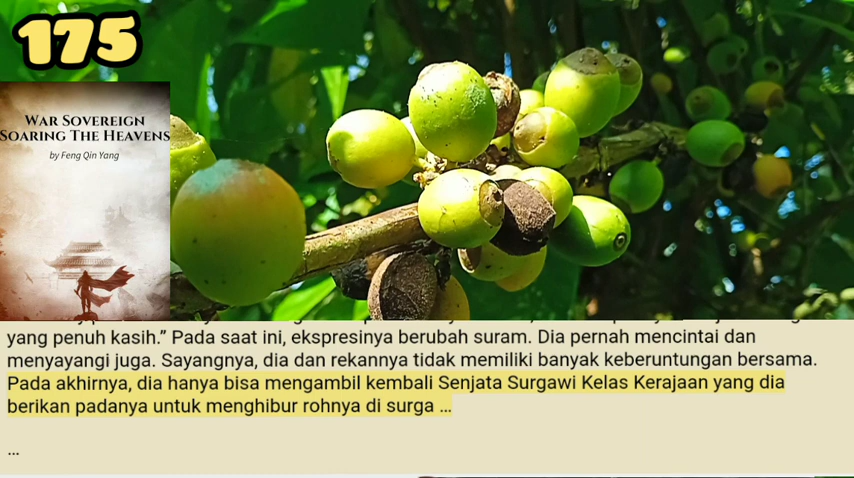 175
WAR SOVEREIGN
SOARING THE HEAVENS
by Feng Qin Yang
yang penuh kasih.” Pada saat ini, ekspresinya berubah suram. Dia pernah mencintai dan
menyayangi juga. Sayangnya, dia dan rekannya tidak memiliki banyak keberuntungan bersama.
Pada akhirnya, dia hanya bisa mengambil kembali Senjata Surgawi Kelas Kerajaan yang dia
berikan padanya untuk menghibur rohnya di surga ...
...